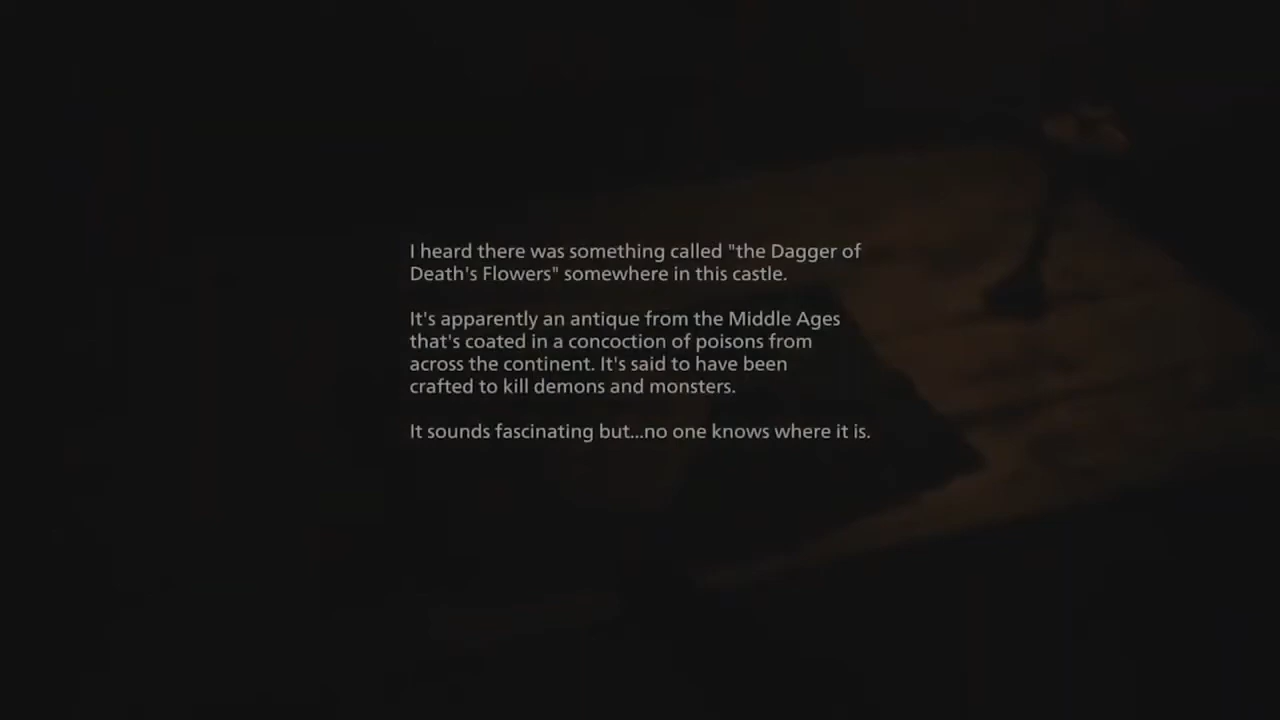 I heard there was something called "the Dagger of
Death's Flowers" somewhere in this castle.
It's apparently an antique from the Middle Ages
that's coated in a concoction of poisons from
across the continent. It's said to have been
crafted to kill demons and monsters.
It sounds fascinating but...no one knows where it is.